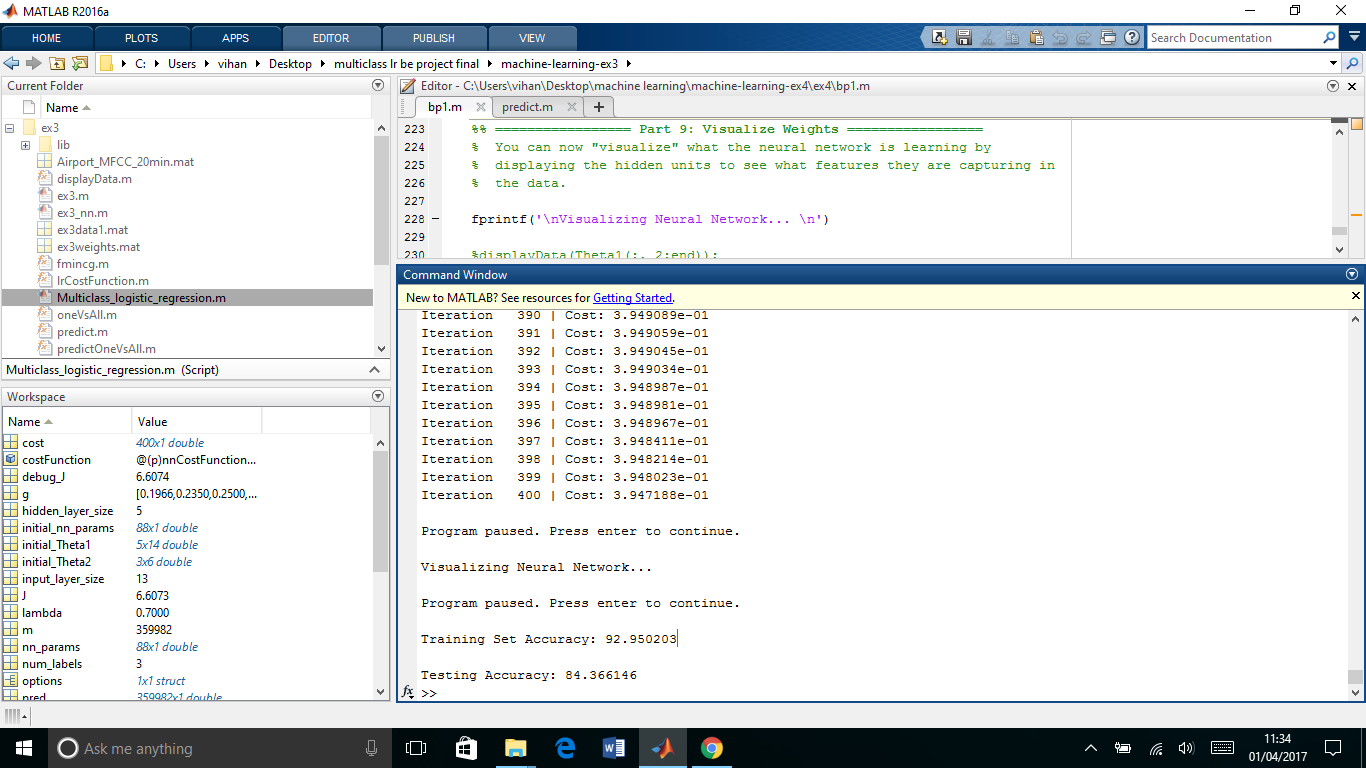 MATLAB R2016a
HOME PLOTS APPS EDITOR PUBLISH VIEW Search Documentation
C: Users vihan Desktop multiclass lr be project final machine-learning-ex3
Current Folder
Name
ex3
lib
Airport_MFCC_20min.mat
displayData.m
ex3.m
ex3_nn.m
ex3data1.mat
ex3weights.mat
fmincg.m
lrCostFunction.m
Multiclass_logistic_regression.m
oneVsAll.m
predict.m
predictOneVsAll.m
Multiclass_logistic_regression.m (Script)
Workspace
Name Value
cost 400x1 double
costFunction @(p)nnCostFunction...
debug_J 6.6074
g [0.1966,0.2350,0.2500,...
hidden_layer_size 5
initial_nn_params 88x1 double
initial_Theta1 5x14 double
initial_Theta2 3x6 double
input_layer_size 13
J 6.6073
lambda 0.7000
m 359982
nn_params 88x1 double
num_labels 3
options 1x1 struct
pred 359982x1 double
Editor - C:\Users\vihan\Desktop\machine learning\machine-learning-ex4\ex4\bp1.m
bp1.m predict.m +
223 %% ================= Part 9: Visualize Weights =================
224 % You can now "visualize" what the neural network is learning by
225 % displaying the hidden units to see what features they are capturing in
226 % the data.
227
228 – fprintf('\nVisualizing Neural Network... \n')
229
230 %displayData(Theta1(:, 2:end));
Command Window
New to MATLAB? See resources for Getting Started.
Iteration 390 | Cost: 3.949089e-01
Iteration 391 | Cost: 3.949059e-01
Iteration 392 | Cost: 3.949045e-01
Iteration 393 | Cost: 3.949034e-01
Iteration 394 | Cost: 3.948987e-01
Iteration 395 | Cost: 3.948981e-01
Iteration 396 | Cost: 3.948967e-01
Iteration 397 | Cost: 3.948411e-01
Iteration 398 | Cost: 3.948214e-01
Iteration 399 | Cost: 3.948023e-01
Iteration 400 | Cost: 3.947188e-01
Program paused. Press enter to continue.
Visualizing Neural Network...
Program paused. Press enter to continue.
Training Set Accuracy: 92.950203
Testing Accuracy: 84.366146
fx >>
Ask me anything
11:34
01/04/2017